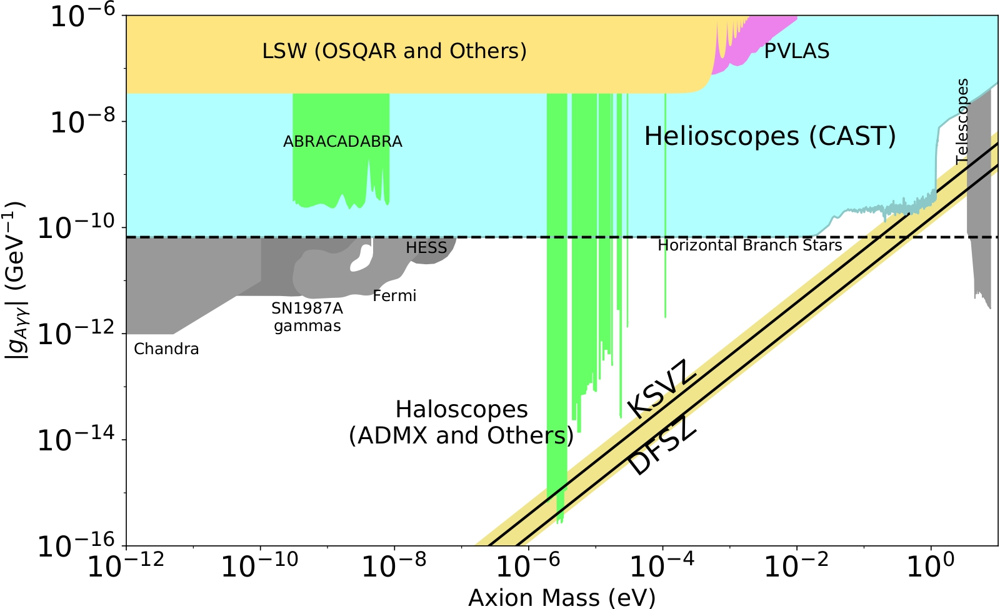 10⁻⁶
LSW (OSQAR and Others)
PVLAS
10⁻⁸
ABRACADABRA
Helioscopes (CAST)
Telescopes
10⁻¹⁰
HESS
Horizontal Branch Stars
Fermi
SN1987A
gammas
10⁻¹²
Chandra
KSVZ
Haloscopes
(ADMX and Others)
DFSZ
10⁻¹⁴
10⁻¹⁶
|g_Aγγ| (GeV⁻¹)
10⁻¹² 10⁻¹⁰ 10⁻⁸ 10⁻⁶ 10⁻⁴ 10⁻² 10⁰
Axion Mass (eV)